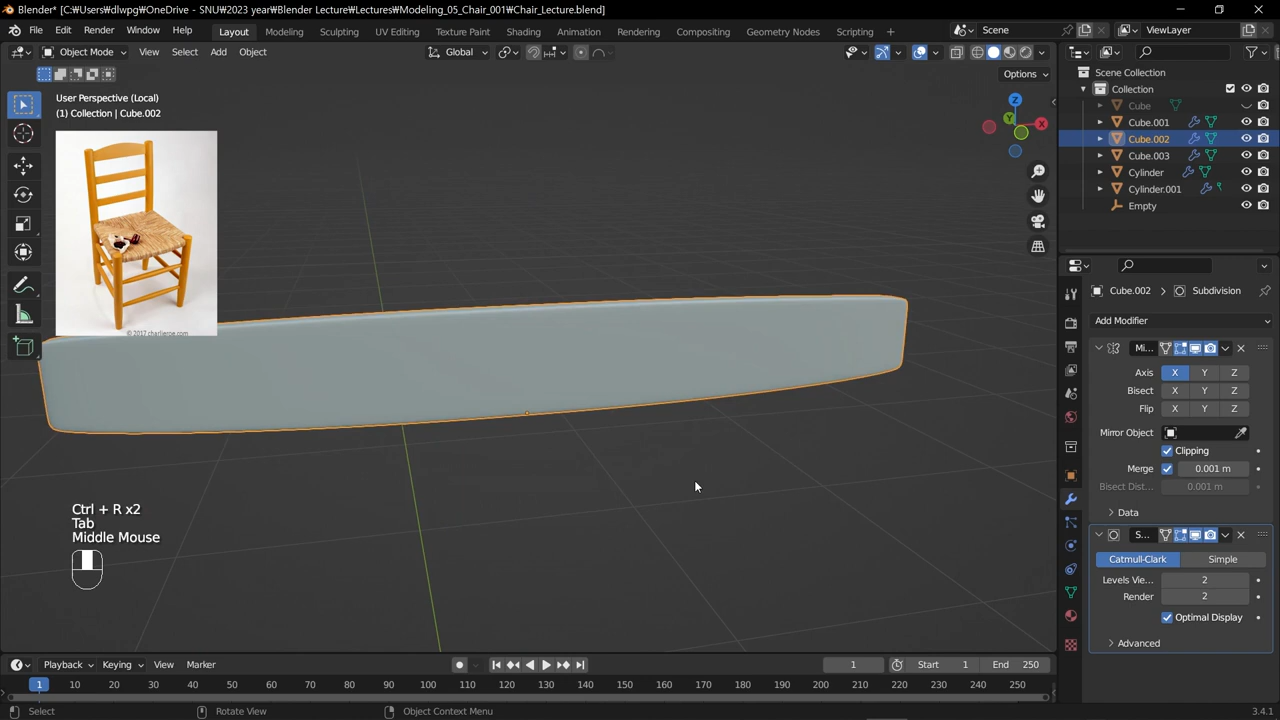 Blender* [C:₩Users₩dlwpg₩OneDrive - SNU₩2023 year₩Blender Lecture₩Lectures₩Modeling_05_Chair_001₩Chair_Lecture.blend]
File Edit Render Window Help Layout Modeling Sculpting UV Editing Texture Paint Shading Animation Rendering Compositing Geometry Nodes Scripting + Scene ViewLayer
Object Mode View Select Add Object Global
Options
User Perspective (Local)
(1) Collection | Cube.002
© 2017 charlieroe.com
X
Y
Z
Ctrl + R x2
Tab
Middle Mouse
Scene Collection
Collection
Cube
Cube.001
Cube.002
Cube.003
Cylinder
Cylinder.001
Empty
Cube.002 > Subdivision
Add Modifier
Mi...
Axis X Y Z
Bisect X Y Z
Flip X Y Z
Mirror Object
Clipping
Merge 0.001 m
Bisect Dist... 0.001 m
Data
S...
Catmull-Clark Simple
Levels Vie... 2
Render 2
Optimal Display
Advanced
Playback Keying View Marker 1 Start 1 End 250
1 10 20 30 40 50 60 70 80 90 100 110 120 130 140 150 160 170 180 190 200 210 220 230 240 250
Select Rotate View Object Context Menu 3.4.1